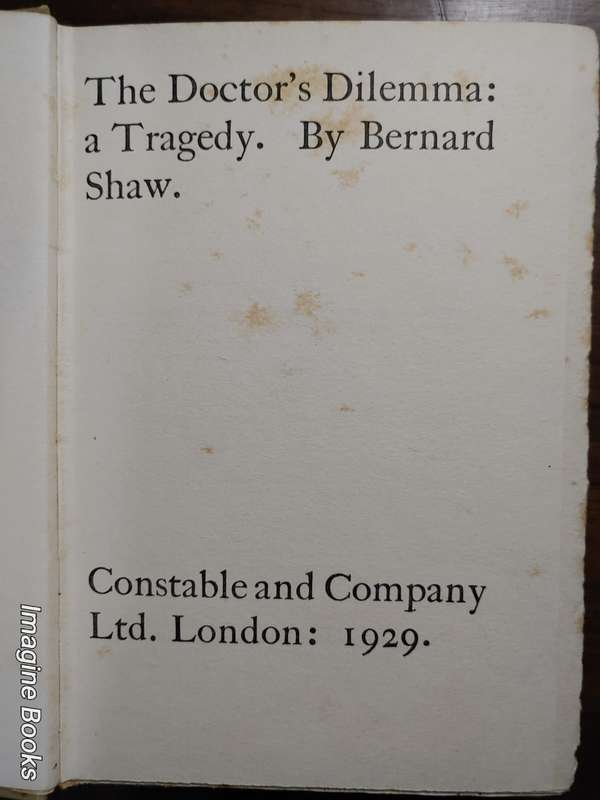 The Doctor's Dilemma:
a Tragedy. By Bernard
Shaw.
Constable and Company
Ltd. London: 1929.
Imagine Books